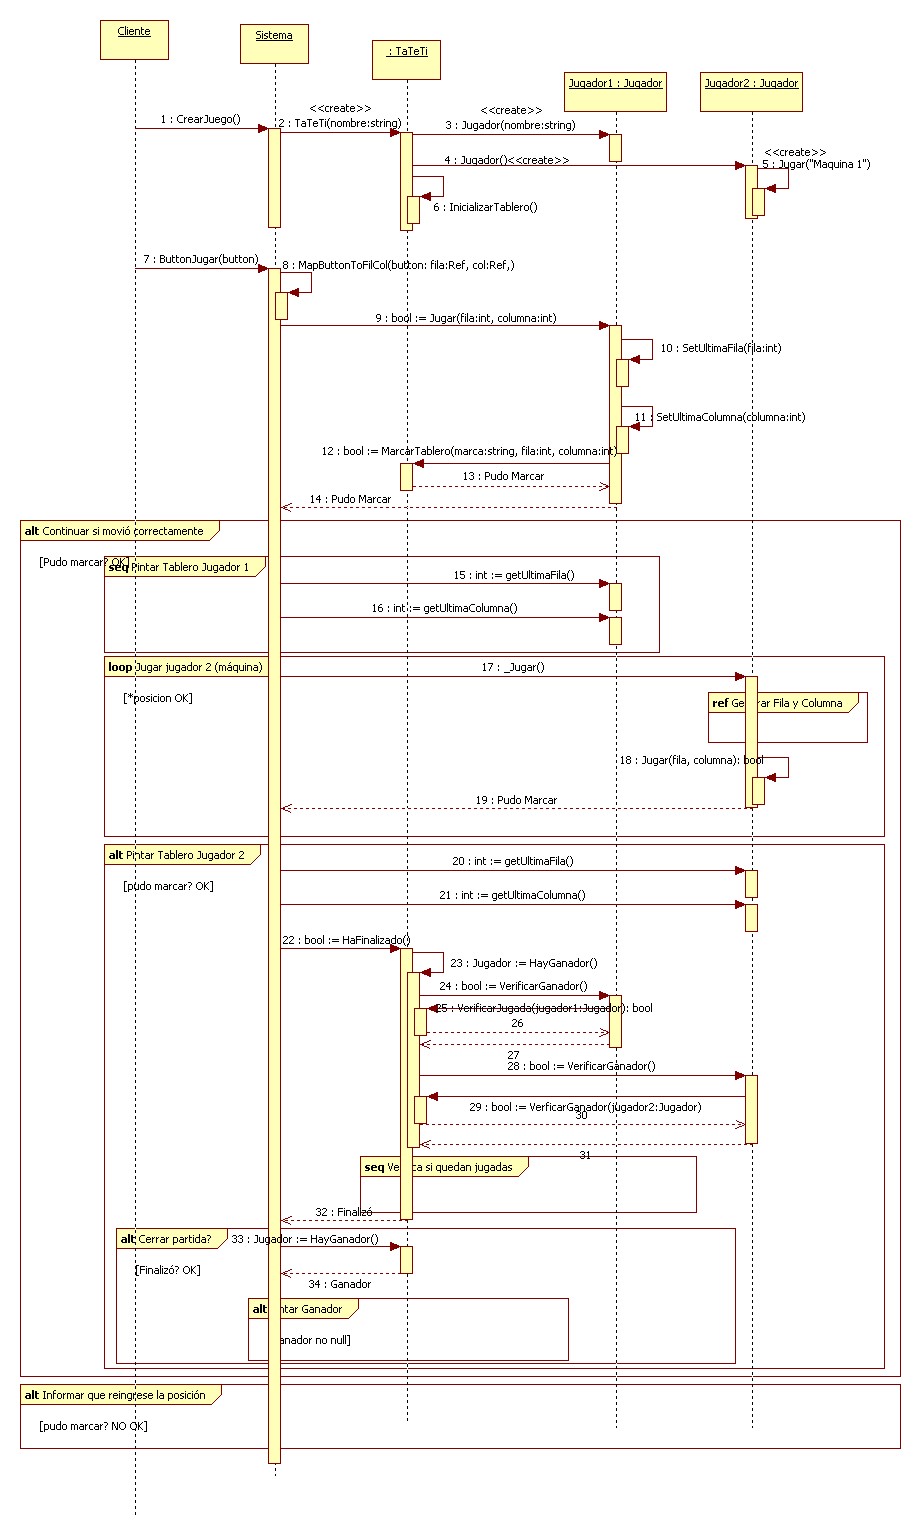 Cliente
Sistema
: TaTeTi
Jugador1 : Jugador
Jugador2 : Jugador
1 : CrearJuego()
<<create>>
2 : TaTeTi(nombre:string)
<<create>>
3 : Jugador(nombre:string)
4 : Jugador()<<create>>
<<create>>
5 : Jugar("Maquina 1")
6 : InicializarTablero()
7 : ButtonJugar(button)
8 : MapButtonToFilCol(button: fila:Ref, col:Ref,)
9 : bool := Jugar(fila:int, columna:int)
10 : SetUltimaFila(fila:int)
11 : SetUltimaColumna(columna:int)
12 : bool := MarcarTablero(marca:string, fila:int, columna:int)
13 : Pudo Marcar
14 : Pudo Marcar
alt Continuar si movió correctamente
[Pudo marcar? OK]
seq Pintar Tablero Jugador 1
15 : int := getUltimaFila()
16 : int := getUltimaColumna()
loop Jugar jugador 2 (máquina)
17 : _Jugar()
[*posicion OK]
ref Generar Fila y Columna
18 : Jugar(fila, columna): bool
19 : Pudo Marcar
alt Pintar Tablero Jugador 2
20 : int := getUltimaFila()
[pudo marcar? OK]
21 : int := getUltimaColumna()
22 : bool := HaFinalizado()
23 : Jugador := HayGanador()
24 : bool := VerificarGanador()
25 : VerificarJugada(jugador1:Jugador): bool
26
27
28 : bool := VerificarGanador()
29 : bool := VerficarGanador(jugador2:Jugador)
30
31
seq Verifica si quedan jugadas
32 : Finalizó
alt Cerrar partida?
33 : Jugador := HayGanador()
[Finalizó? OK]
34 : Ganador
alt Pintar Ganador
[Ganador no null]
alt Informar que reingrese la posición
[pudo marcar? NO OK]